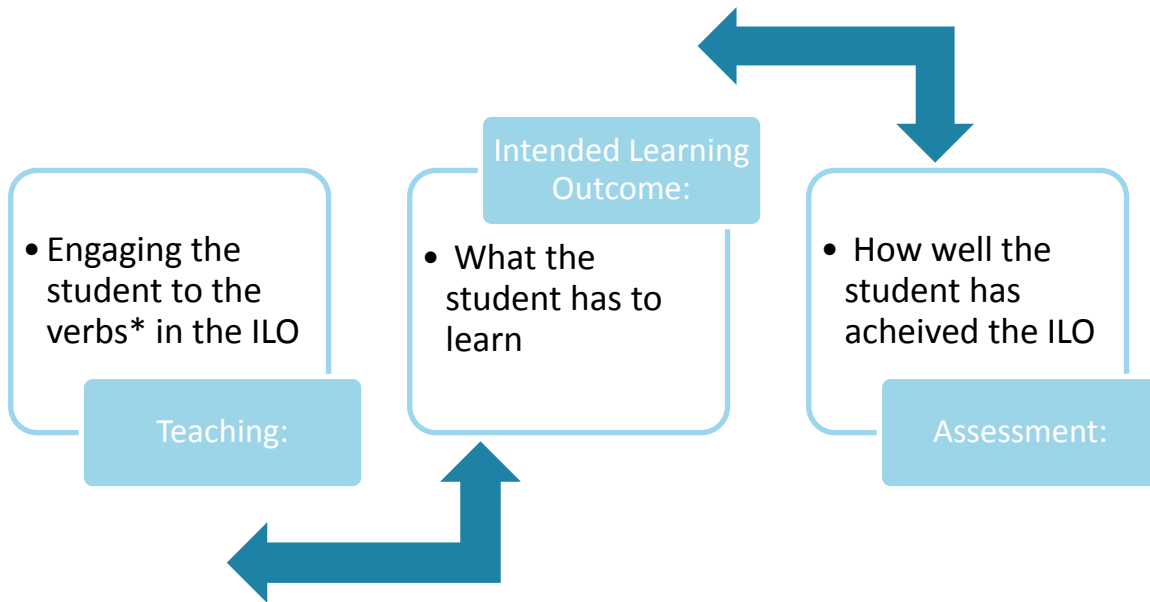 • Engaging the
student to the
verbs* in the ILO
Teaching:
Intended Learning
Outcome:
• What the
student has to
learn
• How well the
student has
acheived the ILO
Assessment: